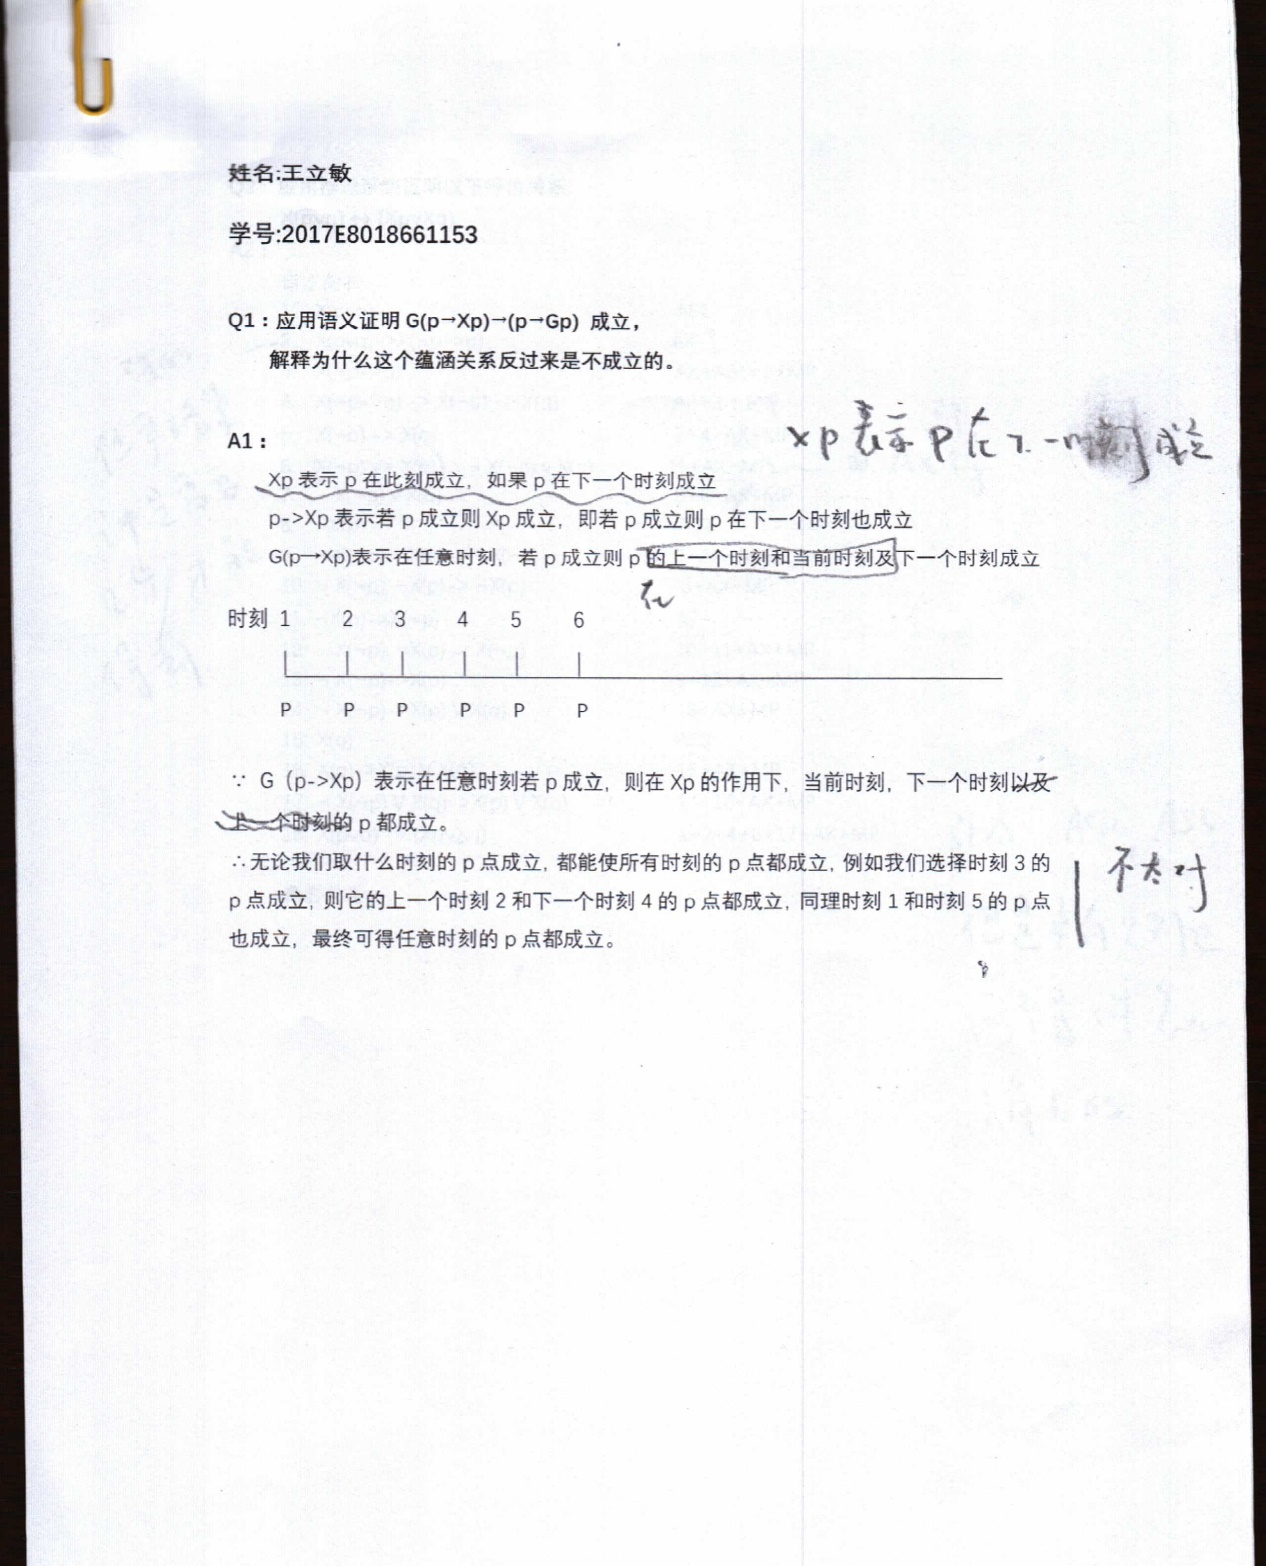 姓名:王立敏
学号:2017E8018661153
Q1：应用语义证明 G(p→Xp)→(p→Gp) 成立，
解释为什么这个蕴涵关系反过来是不成立的。
A1：
Xp表示p在下一时刻成立
Xp 表示 p 在此刻成立，如果 p 在下一个时刻成立
p->Xp 表示若 p 成立则 Xp 成立，即若 p 成立则 p 在下一个时刻也成立
G(p→Xp)表示在任意时刻，若 p 成立则 p 的上一个时刻和当前时刻及下一个时刻成立
在
时刻 1 2 3 4 5 6
P P P P P P
∵ G（p->Xp）表示在任意时刻若 p 成立，则在 Xp 的作用下，当前时刻，下一个时刻以及
上一个时刻的 p 都成立。
∴无论我们取什么时刻的 p 点成立，都能使所有时刻的 p 点都成立，例如我们选择时刻 3 的
p 点成立，则它的上一个时刻 2 和下一个时刻 4 的 p 点都成立，同理时刻 1 和时刻 5 的 p 点
也成立，最终可得任意时刻的 p 点都成立。
不太对